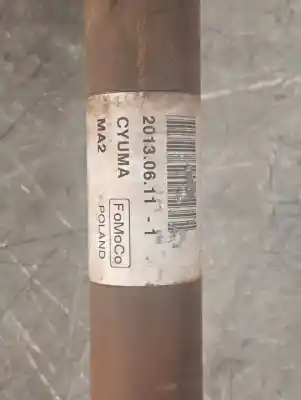 2013.06.11 - 1
CYUMA
MA2
FoMoCo
POLAND